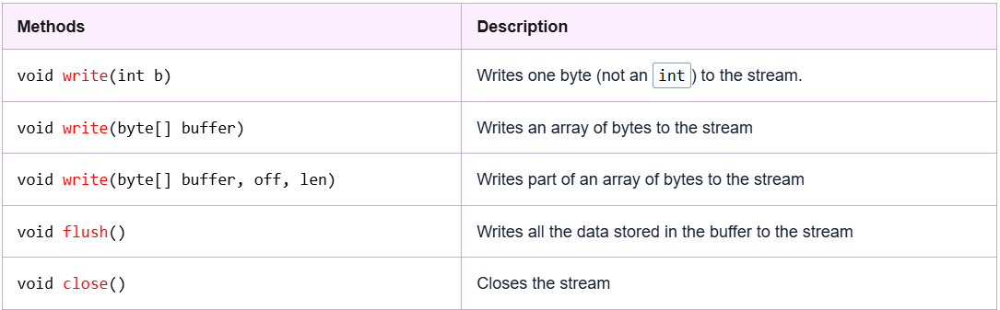 Methods Description
void write(int b) Writes one byte (not an int) to the stream.
void write(byte[] buffer) Writes an array of bytes to the stream
void write(byte[] buffer, off, len) Writes part of an array of bytes to the stream
void flush() Writes all the data stored in the buffer to the stream
void close() Closes the stream